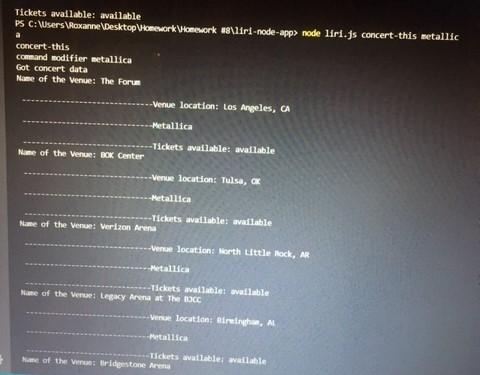 Tickets available: available
PS C:\Users\Roxanne\Desktop\Homework\Homework #8\liri-node-app> node liri.js concert-this metallic
a
concert-this
command modifier metallica
Got concert data
Name of the Venue: The Forum
-----------------------------Venue location: Los Angeles, CA
-----------------------------Metallica
-----------------------------Tickets available: available
Name of the Venue: BOK Center
-----------------------------Venue location: Tulsa, OK
-----------------------------Metallica
-----------------------------Tickets available: available
Name of the Venue: Verizon Arena
-----------------------------Venue location: North Little Rock, AR
-----------------------------Metallica
-----------------------------Tickets available: available
Name of the Venue: Legacy Arena at The BJCC
-----------------------------Venue location: Birmingham, AL
-----------------------------Metallica
-----------------------------Tickets available: available
Name of the Venue: Bridgestone Arena